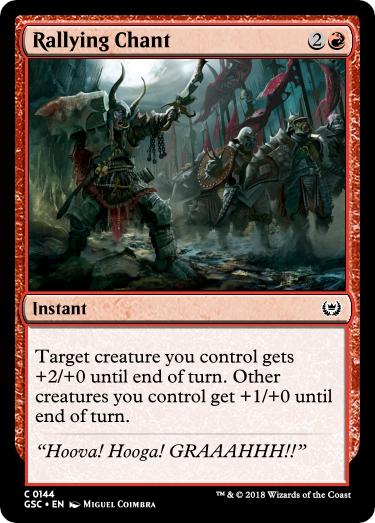 Rallying Chant 2
Instant
Target creature you control gets
+2/+0 until end of turn. Other
creatures you control get +1/+0 until
end of turn.
“Hoova! Hooga! GRAAAHHH!!”
C 0144
GSC • EN Miguel Coimbra
™ & © 2018 Wizards of the Coast